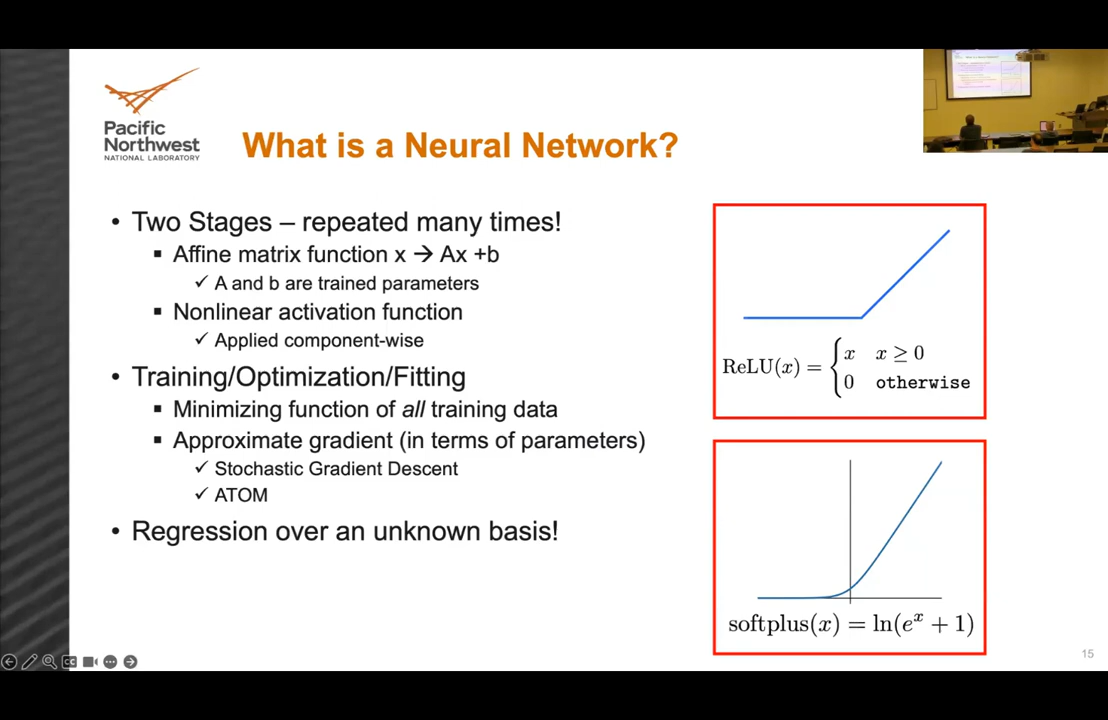 Pacific
Northwest
NATIONAL LABORATORY
What is a Neural Network?
• Two Stages – repeated many times!
▪ Affine matrix function x → Ax +b
✓ A and b are trained parameters
▪ Nonlinear activation function
✓ Applied component-wise
• Training/Optimization/Fitting
▪ Minimizing function of all training data
▪ Approximate gradient (in terms of parameters)
✓ Stochastic Gradient Descent
✓ ATOM
• Regression over an unknown basis!
ReLU(x) = { x x ≥ 0
0 otherwise
softplus(x) = ln(eˣ + 1)
15
CC